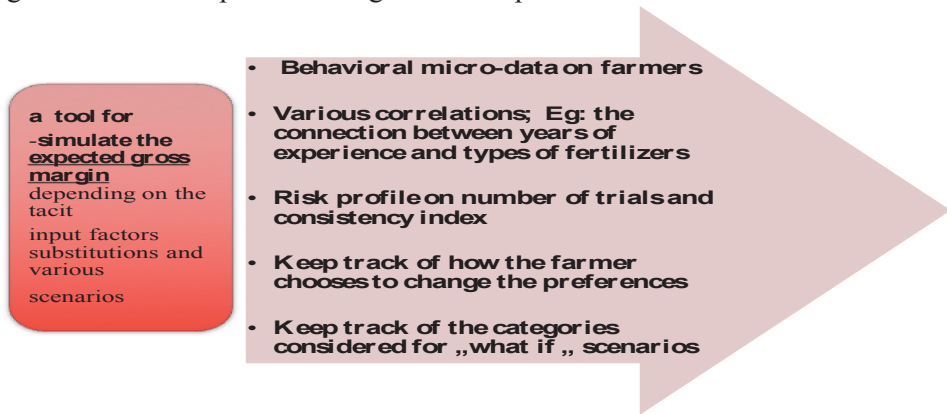 a tool for
-simulate the
expected gross
margin
depending on the
tacit
input factors
substitutions and
various
scenarios
• Behavioral micro-data on farmers
• Various correlations; Eg: the
connection between years of
experience and types of fertilizers
• Risk profile on number of trials and
consistency index
• Keep track of how the farmer
chooses to change the preferences
• Keep track of the categories
considered for „what if „ scenarios